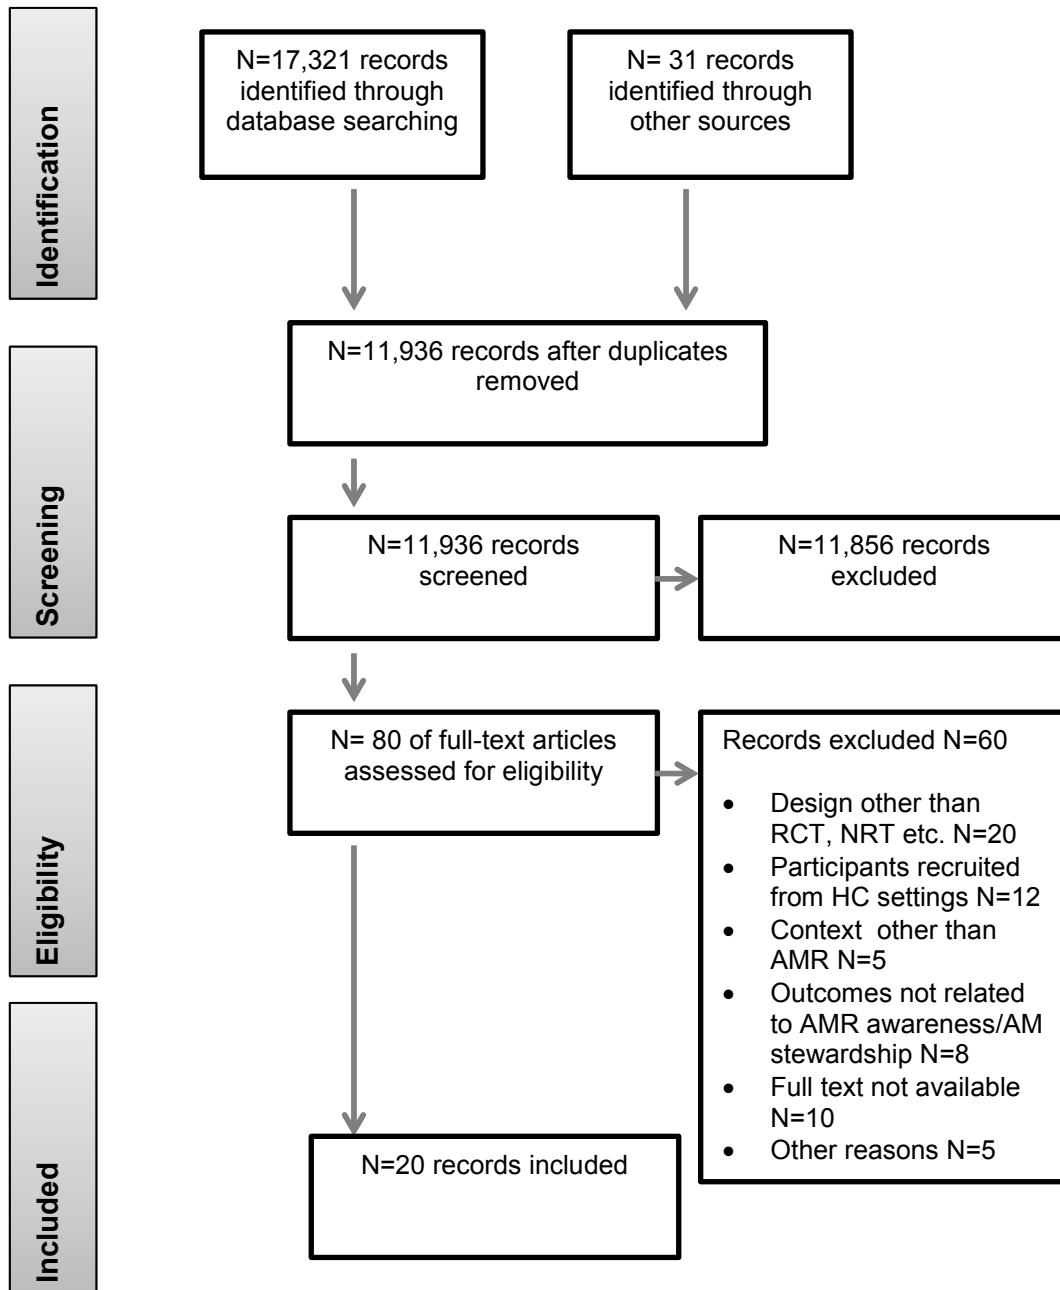 Identification
N=17,321 records
identified through
database searching
N= 31 records
identified through
other sources
N=11,936 records after duplicates
removed
Screening
N=11,936 records
screened
N=11,856 records
excluded
Eligibility
N= 80 of full-text articles
assessed for eligibility
Records excluded N=60
• Design other than
RCT, NRT etc. N=20
• Participants recruited
from HC settings N=12
• Context  other than
AMR N=5
• Outcomes not related
to AMR awareness/AM
stewardship N=8
• Full text not available
N=10
• Other reasons N=5
Included
N=20 records included